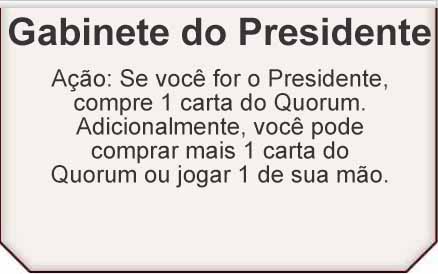 Gabinete do Presidente
Ação: Se você for o Presidente,
compre 1 carta do Quorum.
Adicionalmente, você pode
comprar mais 1 carta do
Quorum ou jogar 1 de sua mão.